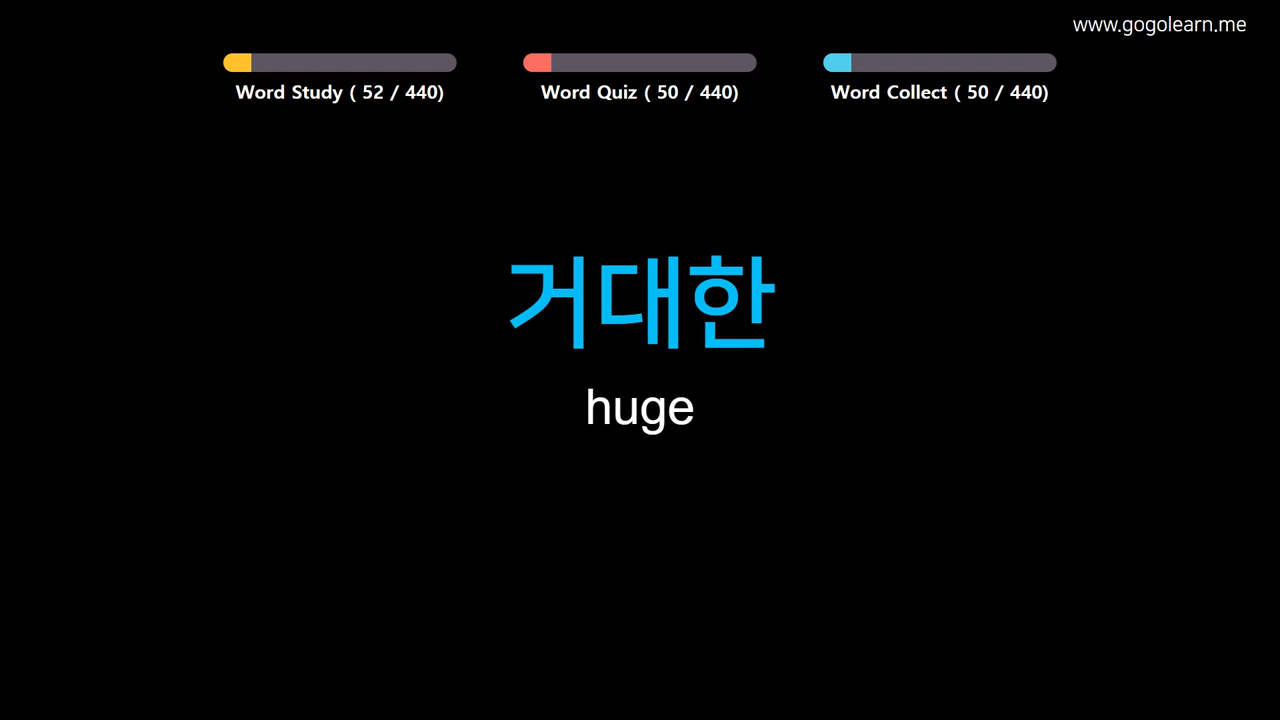 www.gogolearn.me
Word Study ( 52 / 440)
Word Quiz ( 50 / 440)
Word Collect ( 50 / 440)
거대한
huge